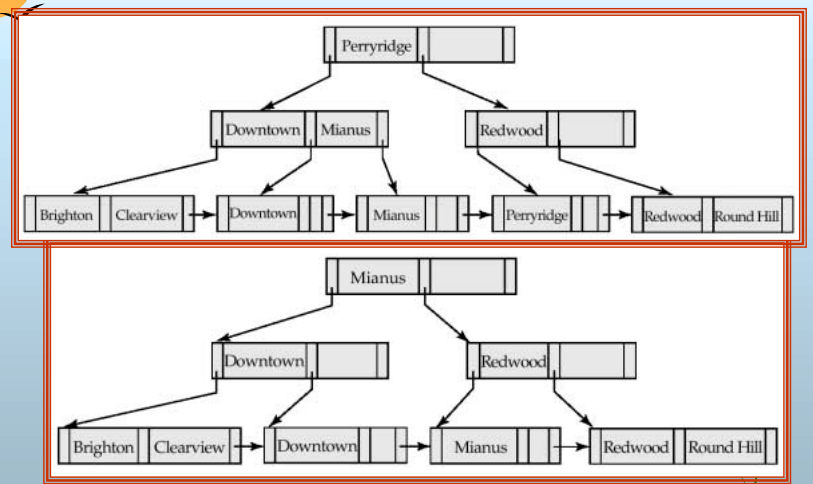 Perryridge
Downtown Mianus Redwood
Brighton Clearview Downtown Mianus Perryridge Redwood Round Hill
Mianus
Downtown Redwood
Brighton Clearview Downtown Mianus Redwood Round Hill